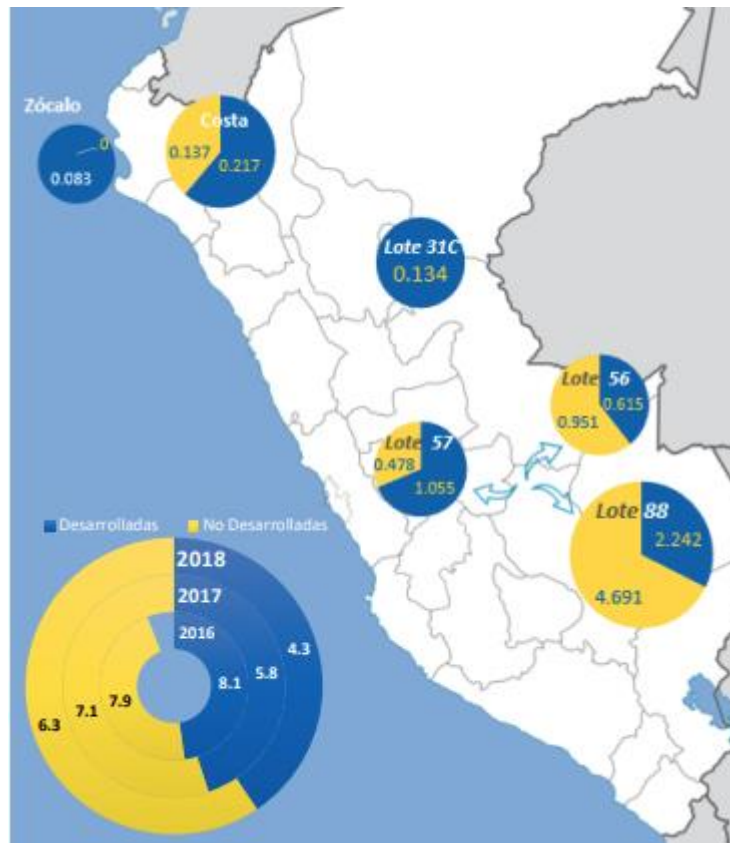 Zócalo
0
0.083
Costa
0.137
0.217
Lote 31C
0.134
Lote 56
0.615
0.951
Lote 57
0.478
1.055
Lote 88
2.242
4.691
Desarrolladas No Desarrolladas
2018
2017
2016
4.3
5.8
8.1
7.9
7.1
6.3